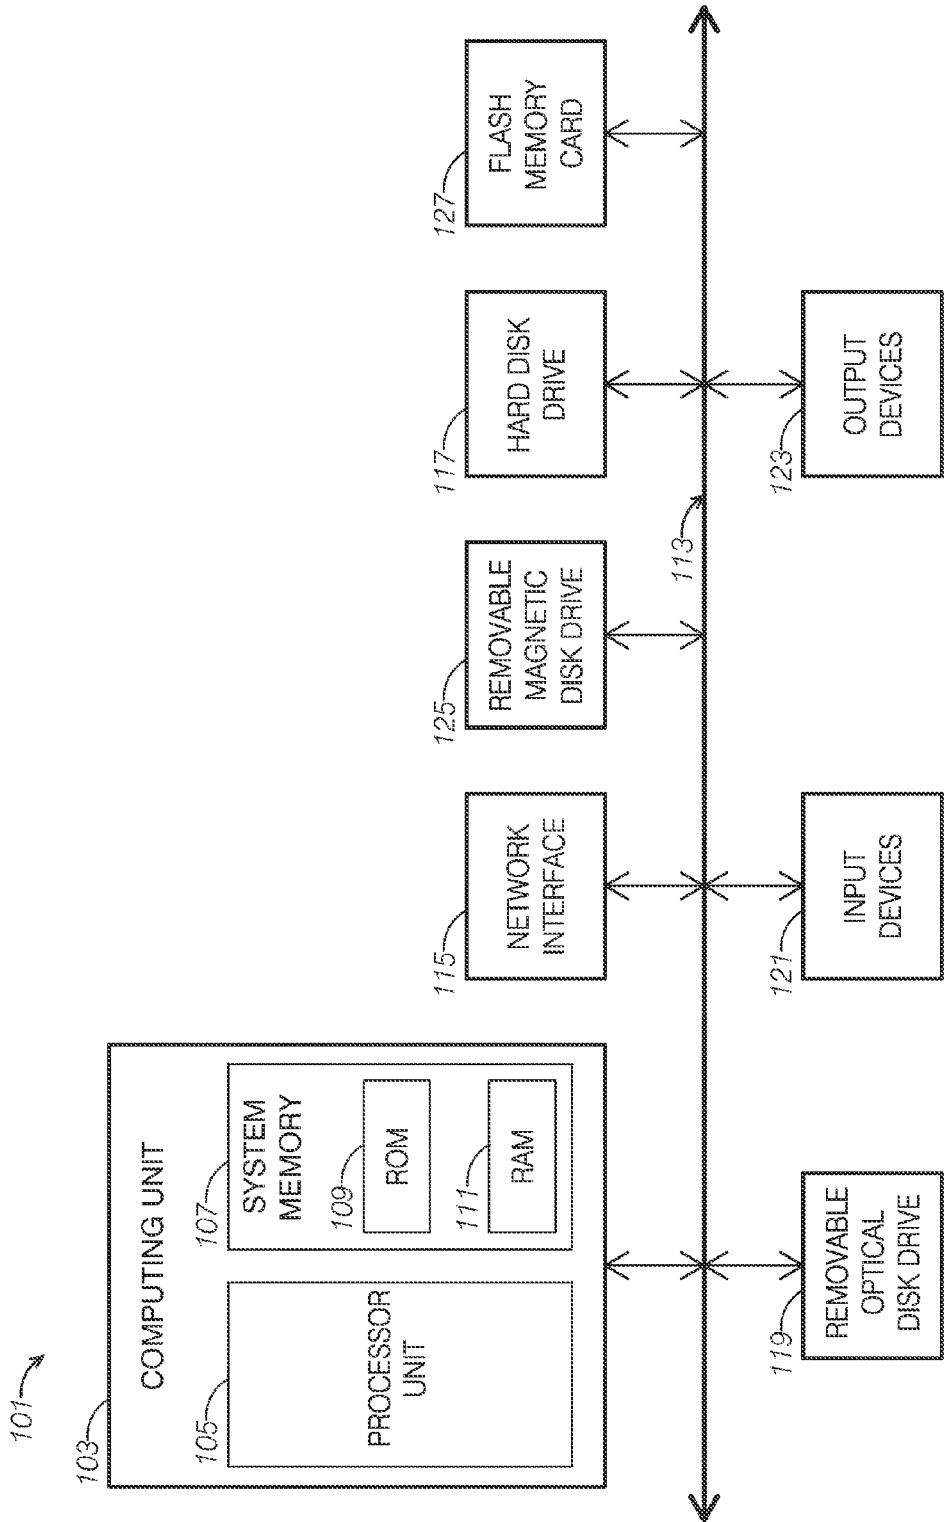 101
103
COMPUTING UNIT
105
PROCESSOR
UNIT
107
SYSTEM
MEMORY
109
ROM
111
RAM
115
NETWORK
INTERFACE
125
REMOVABLE
MAGNETIC
DISK DRIVE
117
HARD DISK
DRIVE
127
FLASH
MEMORY
CARD
113
119
REMOVABLE
OPTICAL
DISK DRIVE
121
INPUT
DEVICES
123
OUTPUT
DEVICES